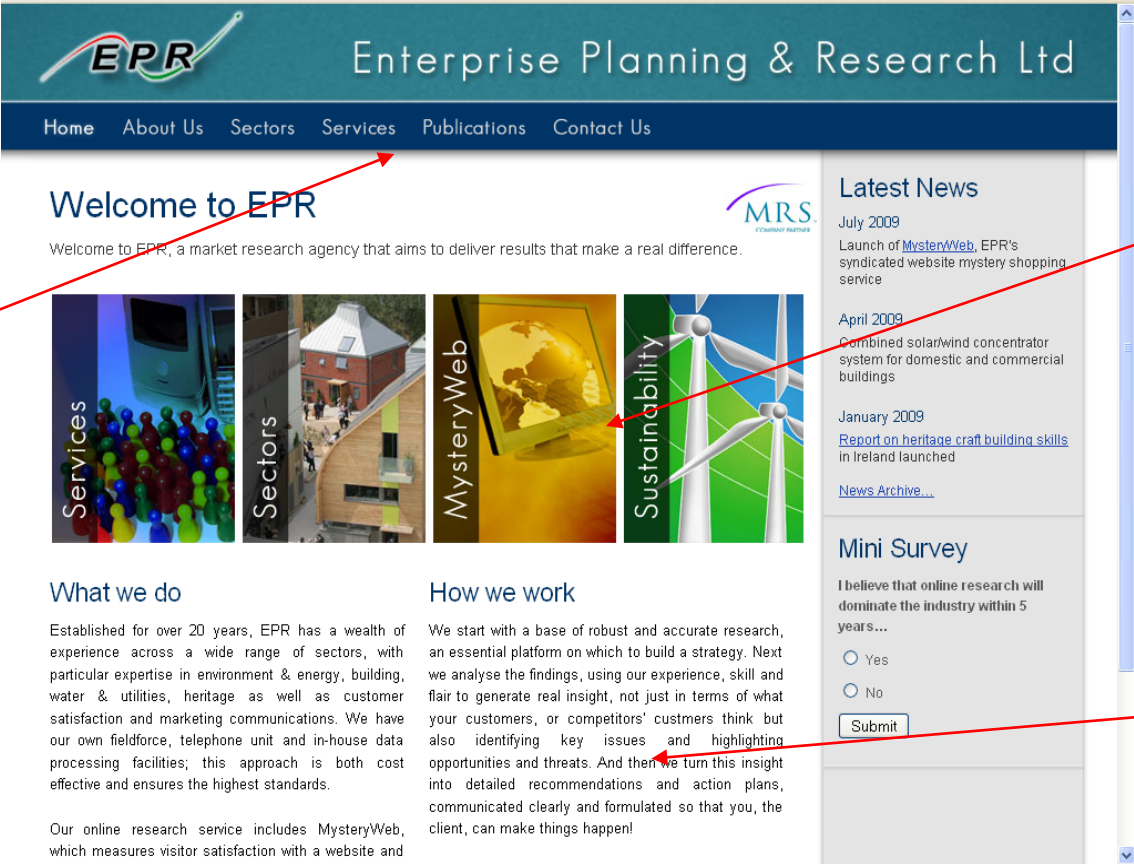 EPR
Enterprise Planning & Research Ltd
Home About Us Sectors Services Publications Contact Us
Welcome to EPR
MRS
COMPANY PARTNER
Welcome to EPR, a market research agency that aims to deliver results that make a real difference.
Services
Sectors
MysteryWeb
Sustainability
What we do
Established for over 20 years, EPR has a wealth of
experience across a wide range of sectors, with
particular expertise in environment & energy, building,
water & utilities, heritage as well as customer
satisfaction and marketing communications. We have
our own fieldforce, telephone unit and in-house data
processing facilities; this approach is both cost
effective and ensures the highest standards.
Our online research service includes MysteryWeb,
which measures visitor satisfaction with a website and
How we work
We start with a base of robust and accurate research,
an essential platform on which to build a strategy. Next
we analyse the findings, using our experience, skill and
flair to generate real insight, not just in terms of what
your customers, or competitors' custmers think but
also identifying key issues and highlighting
opportunities and threats. And then we turn this insight
into detailed recommendations and action plans,
communicated clearly and formulated so that you, the
client, can make things happen!
Latest News
July 2009
Launch of MysteryWeb, EPR's
syndicated website mystery shopping
service
April 2009
Combined solar/wind concentrator
system for domestic and commercial
buildings
January 2009
Report on heritage craft building skills
in Ireland launched
News Archive...
Mini Survey
I believe that online research will
dominate the industry within 5
years...
Yes
No
Submit